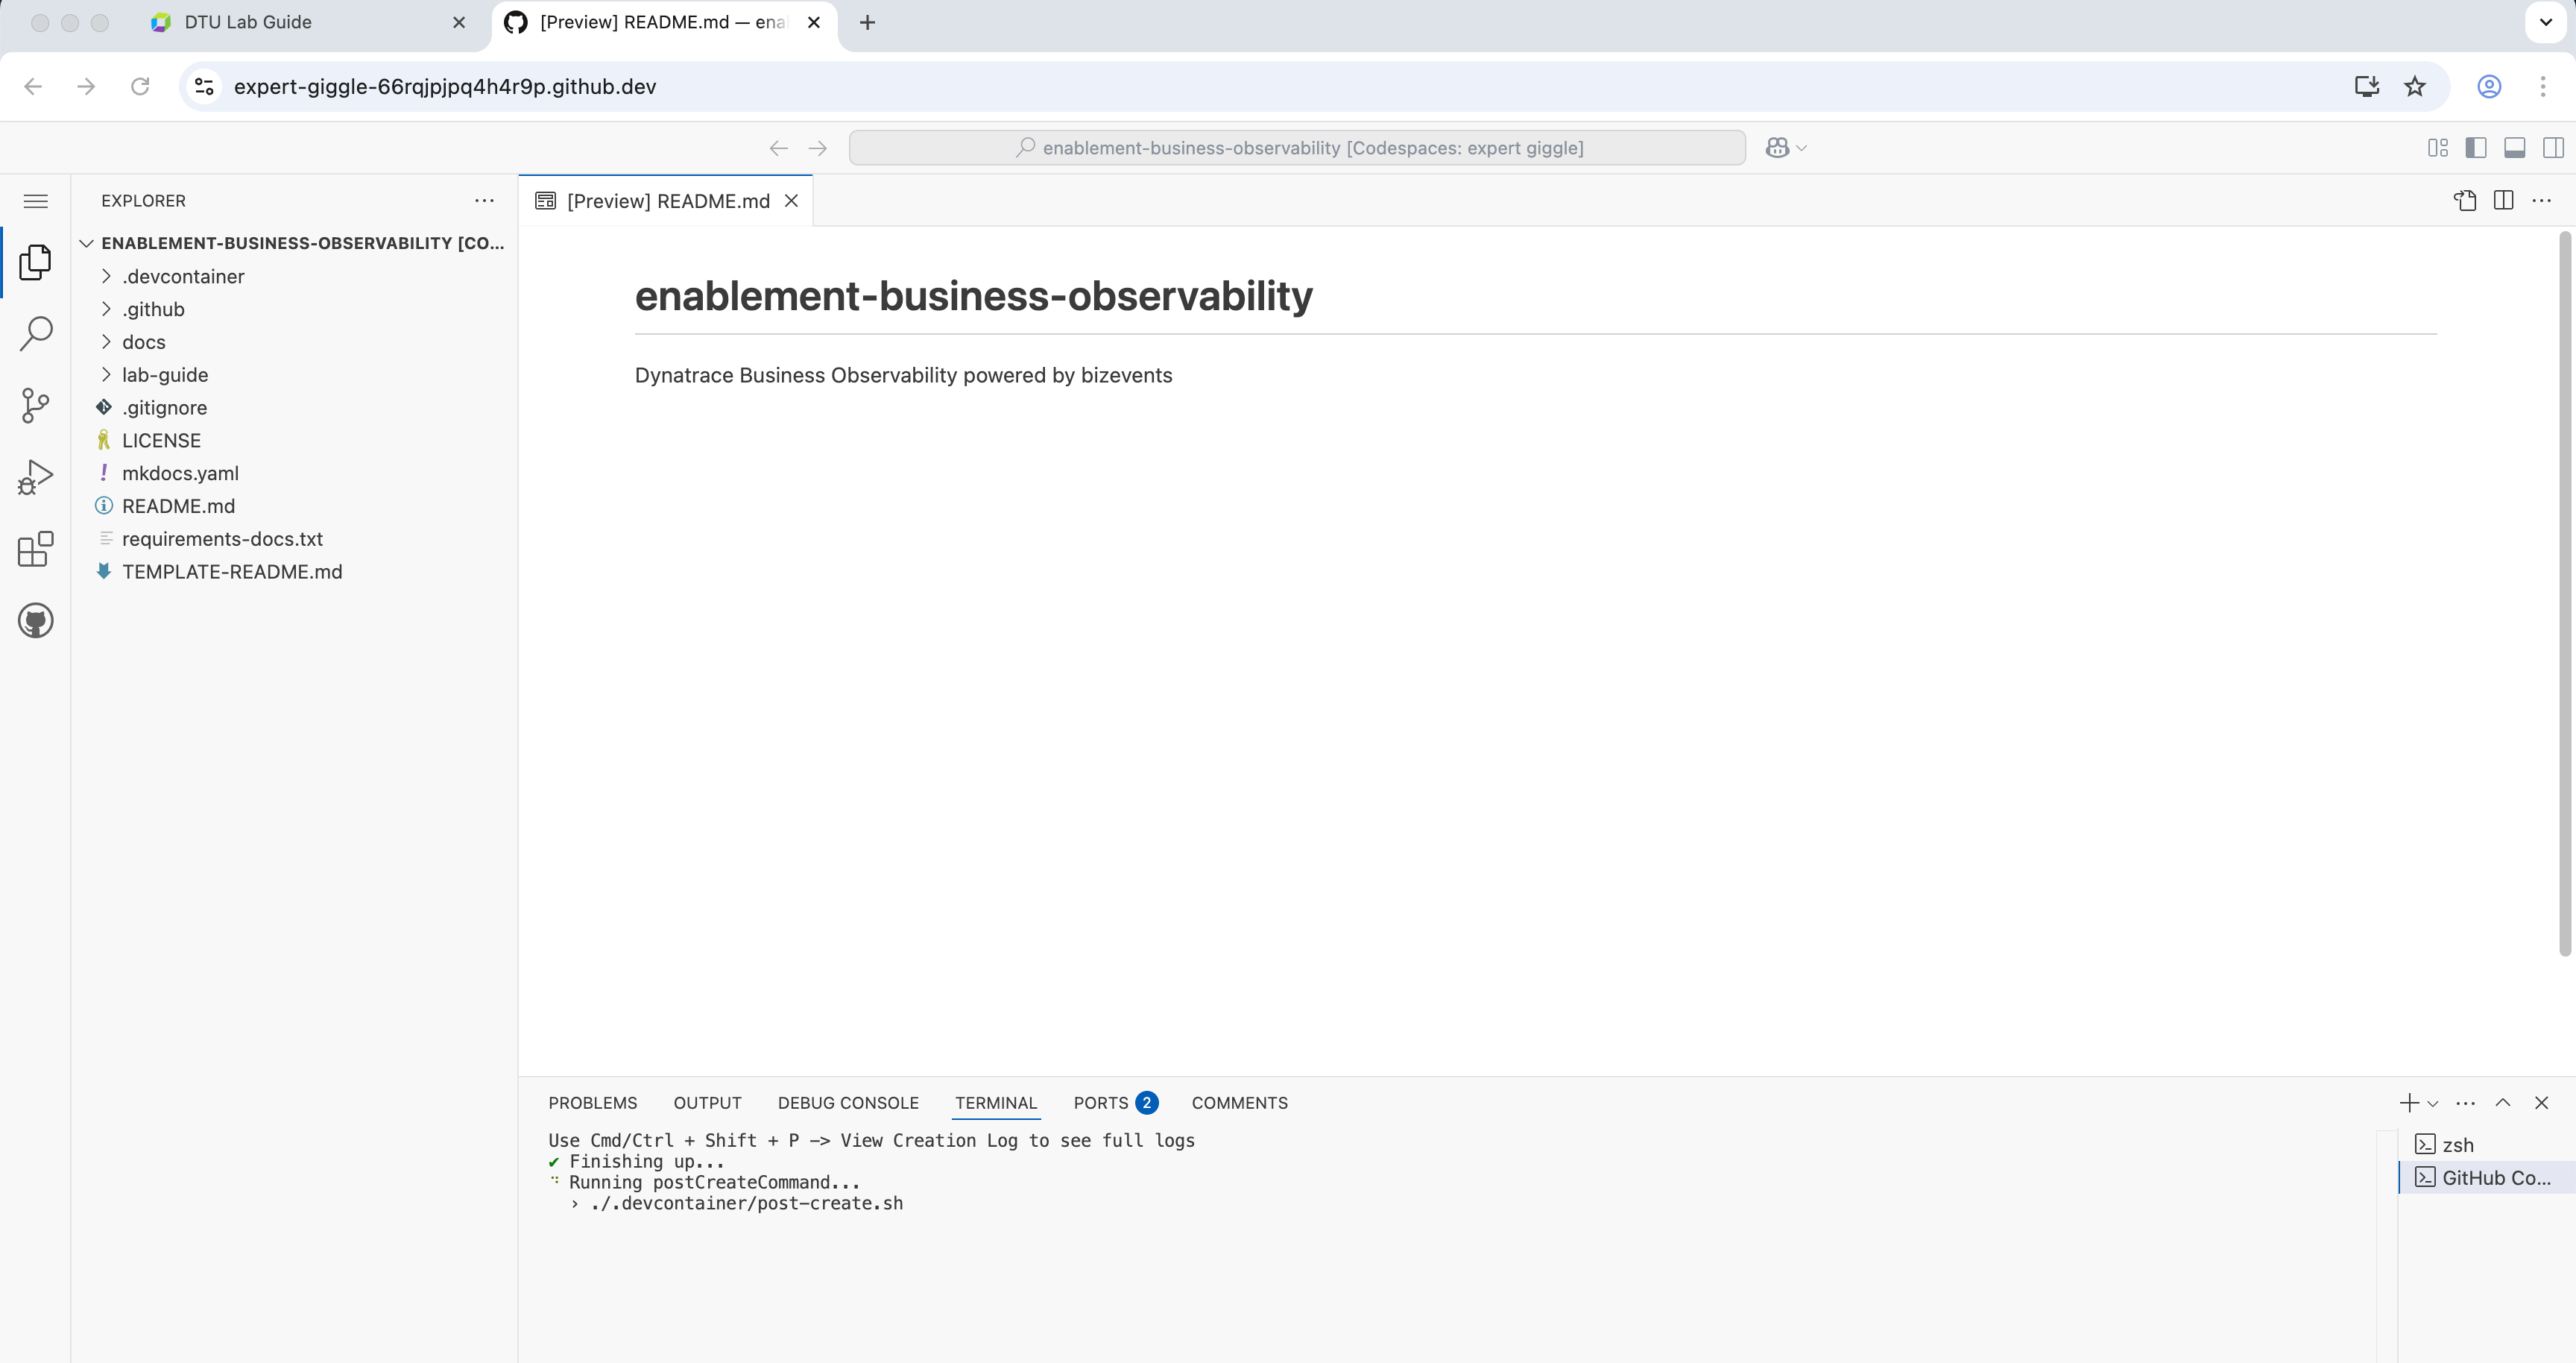 DTU Lab Guide
[Preview] README.md — ena
expert-giggle-66rqjpjpq4h4r9p.github.dev
enablement-business-observability [Codespaces: expert giggle]
EXPLORER
ENABLEMENT-BUSINESS-OBSERVABILITY [CO...
.devcontainer
.github
docs
lab-guide
.gitignore
LICENSE
mkdocs.yaml
README.md
requirements-docs.txt
TEMPLATE-README.md
[Preview] README.md
enablement-business-observability
Dynatrace Business Observability powered by bizevents
PROBLEMS OUTPUT DEBUG CONSOLE TERMINAL PORTS 2 COMMENTS
Use Cmd/Ctrl + Shift + P -> View Creation Log to see full logs
✔ Finishing up...
⠙ Running postCreateCommand...
› ./.devcontainer/post-create.sh
zsh
GitHub Co...